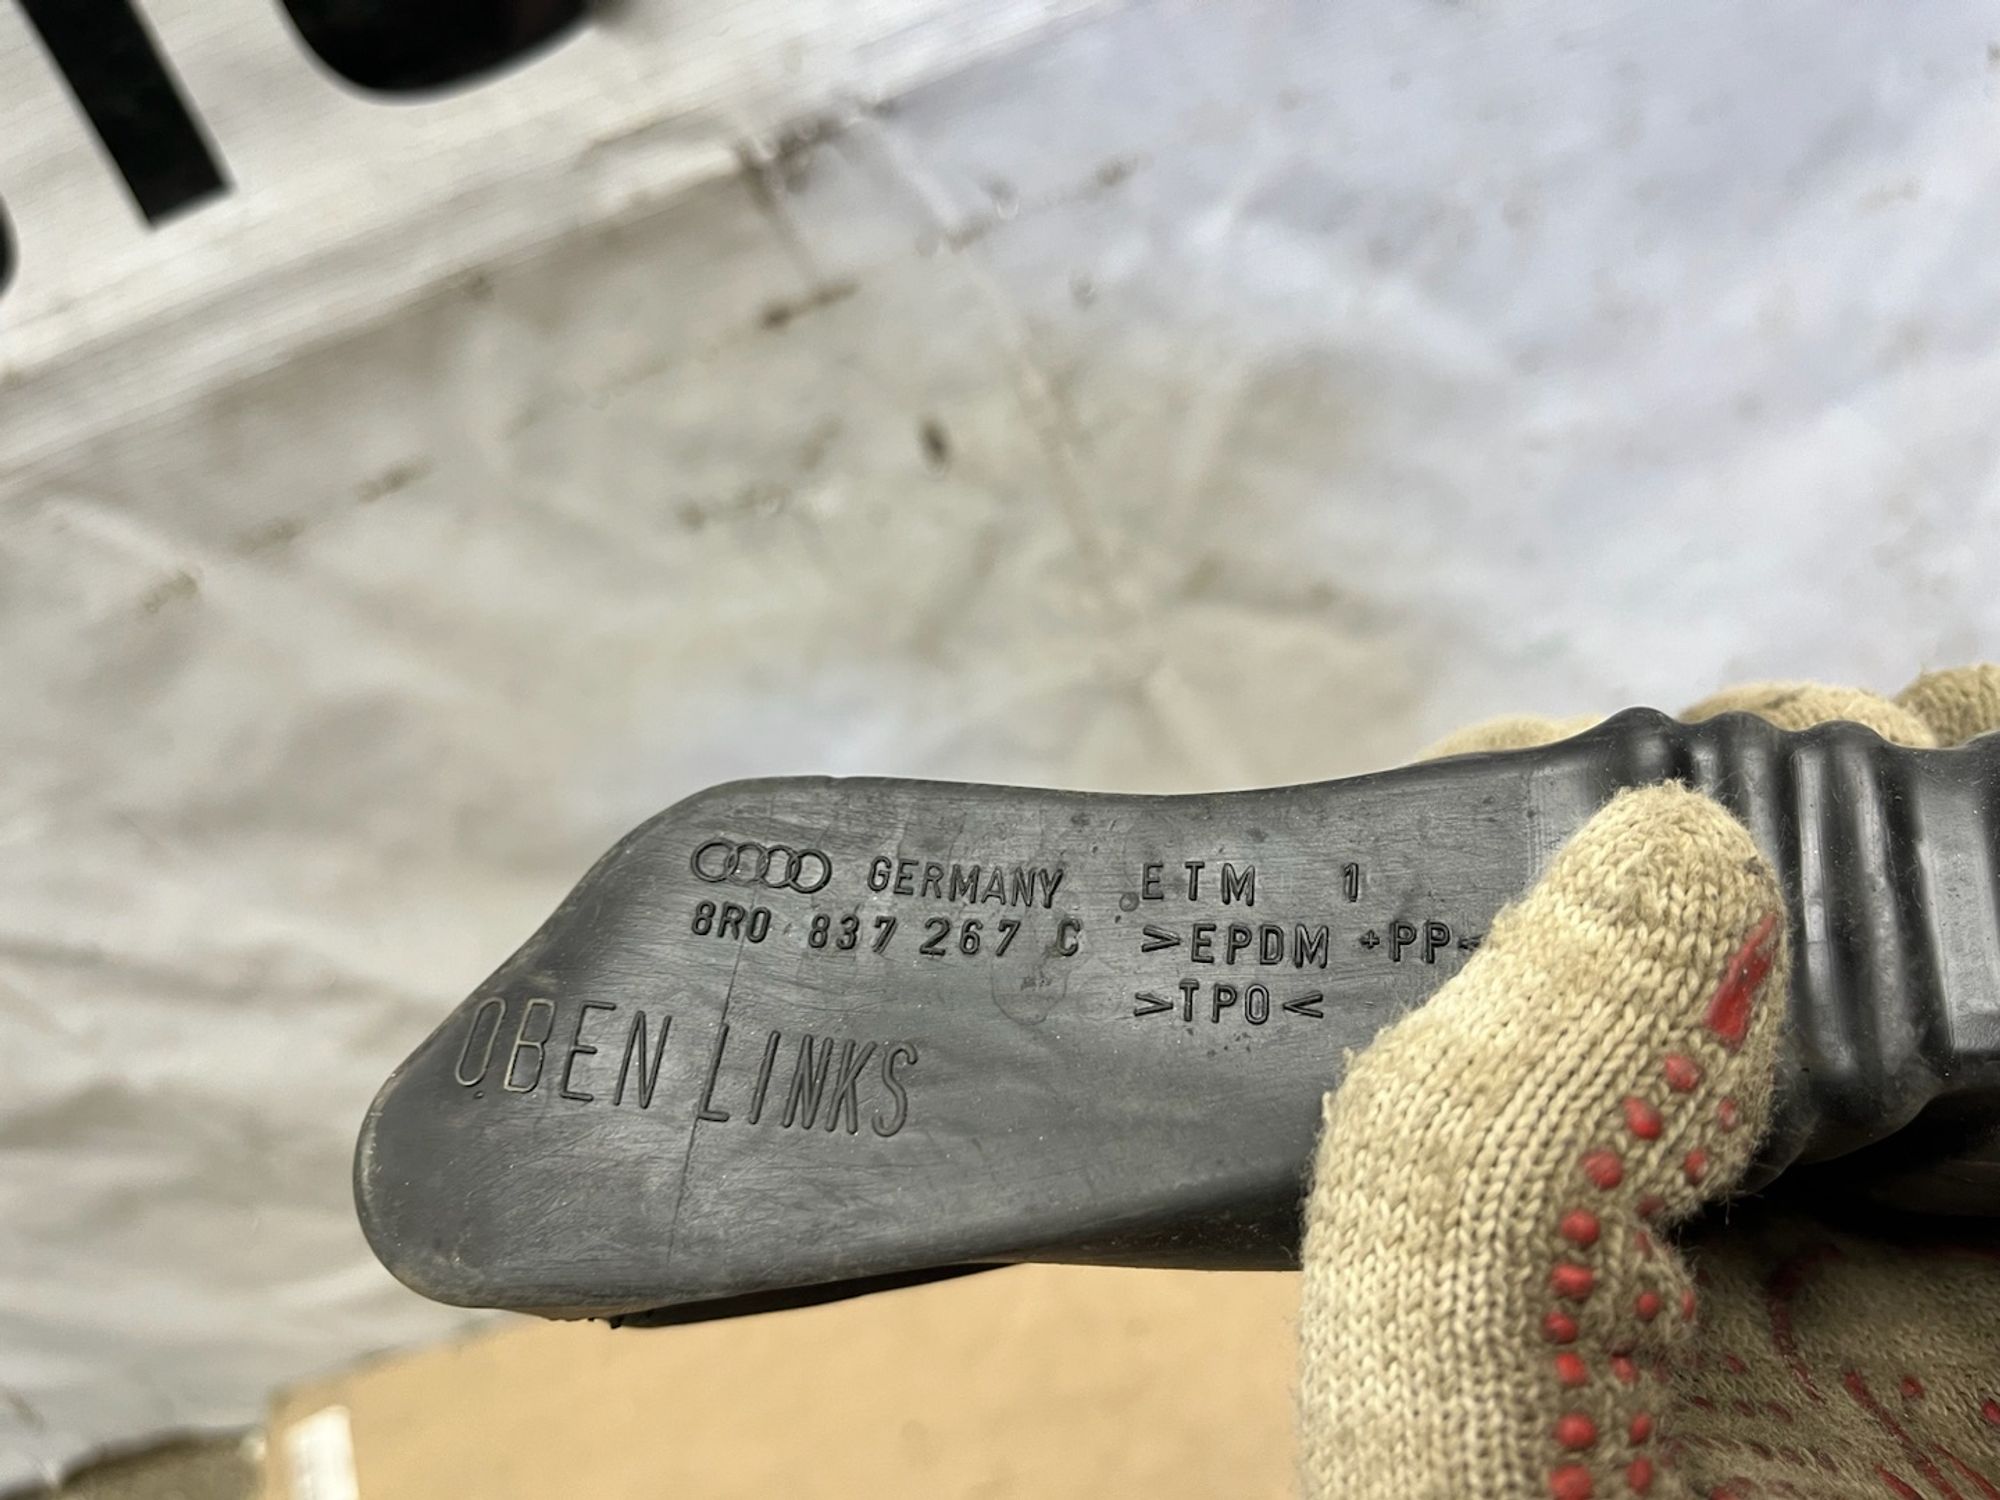 GERMANY ETM 1
8R0 837 267 C >EPDM +PP<
>TPO<
OBEN LINKS